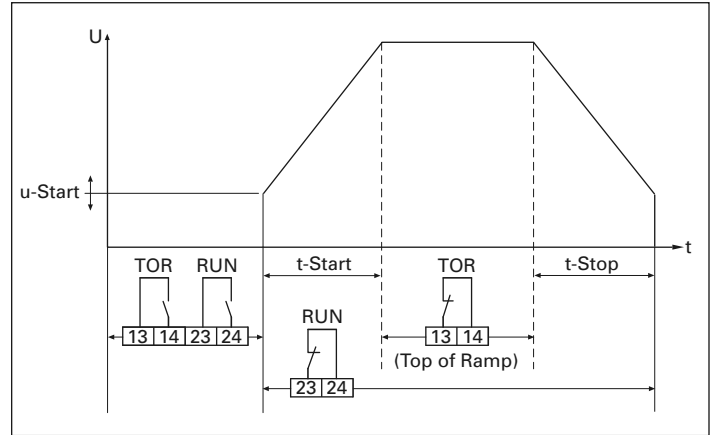 U
u-Start
t
TOR RUN
t-Start
TOR
t-Stop
13 14 23 24
RUN
13 14
(Top of Ramp)
23 24